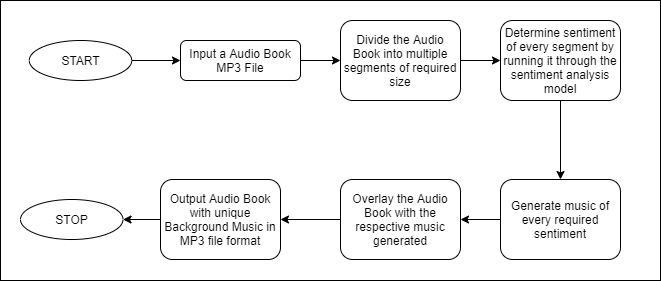 START
Input a Audio Book
MP3 File
Divide the Audio
Book into multiple
segments of required
size
Determine sentiment
of every segment by
running it through the
sentiment analysis
model
Generate music of
every required
sentiment
Overlay the Audio
Book with the
respective music
generated
Output Audio Book
with unique
Background Music in
MP3 file format
STOP